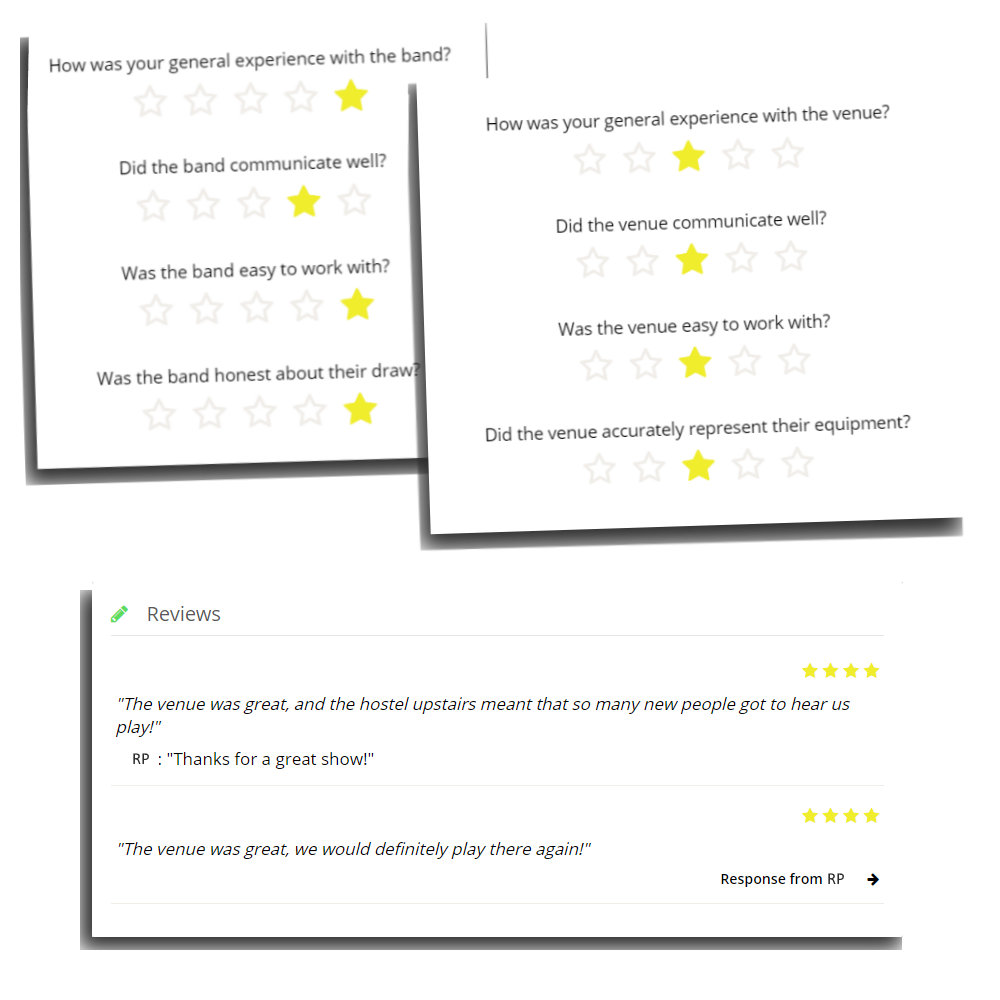 How was your general experience with the band?
Did the band communicate well?
Was the band easy to work with?
Was the band honest about their draw?
How was your general experience with the venue?
Did the venue communicate well?
Was the venue easy to work with?
Did the venue accurately represent their equipment?
Reviews
"The venue was great, and the hostel upstairs meant that so many new people got to hear us
play!"
RP : "Thanks for a great show!"
"The venue was great, we would definitely play there again!"
Response from RP